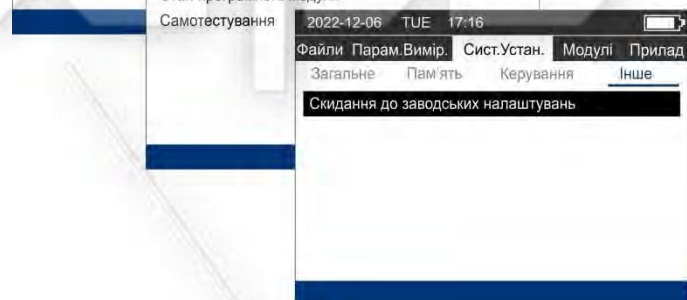 Самотестування
2022-12-06 TUE 17:16
Файли Парам.Вимір. Сист.Устан. Модулі Прилад
Загальне Пам'ять Керування Інше
Скидання до заводських налаштувань